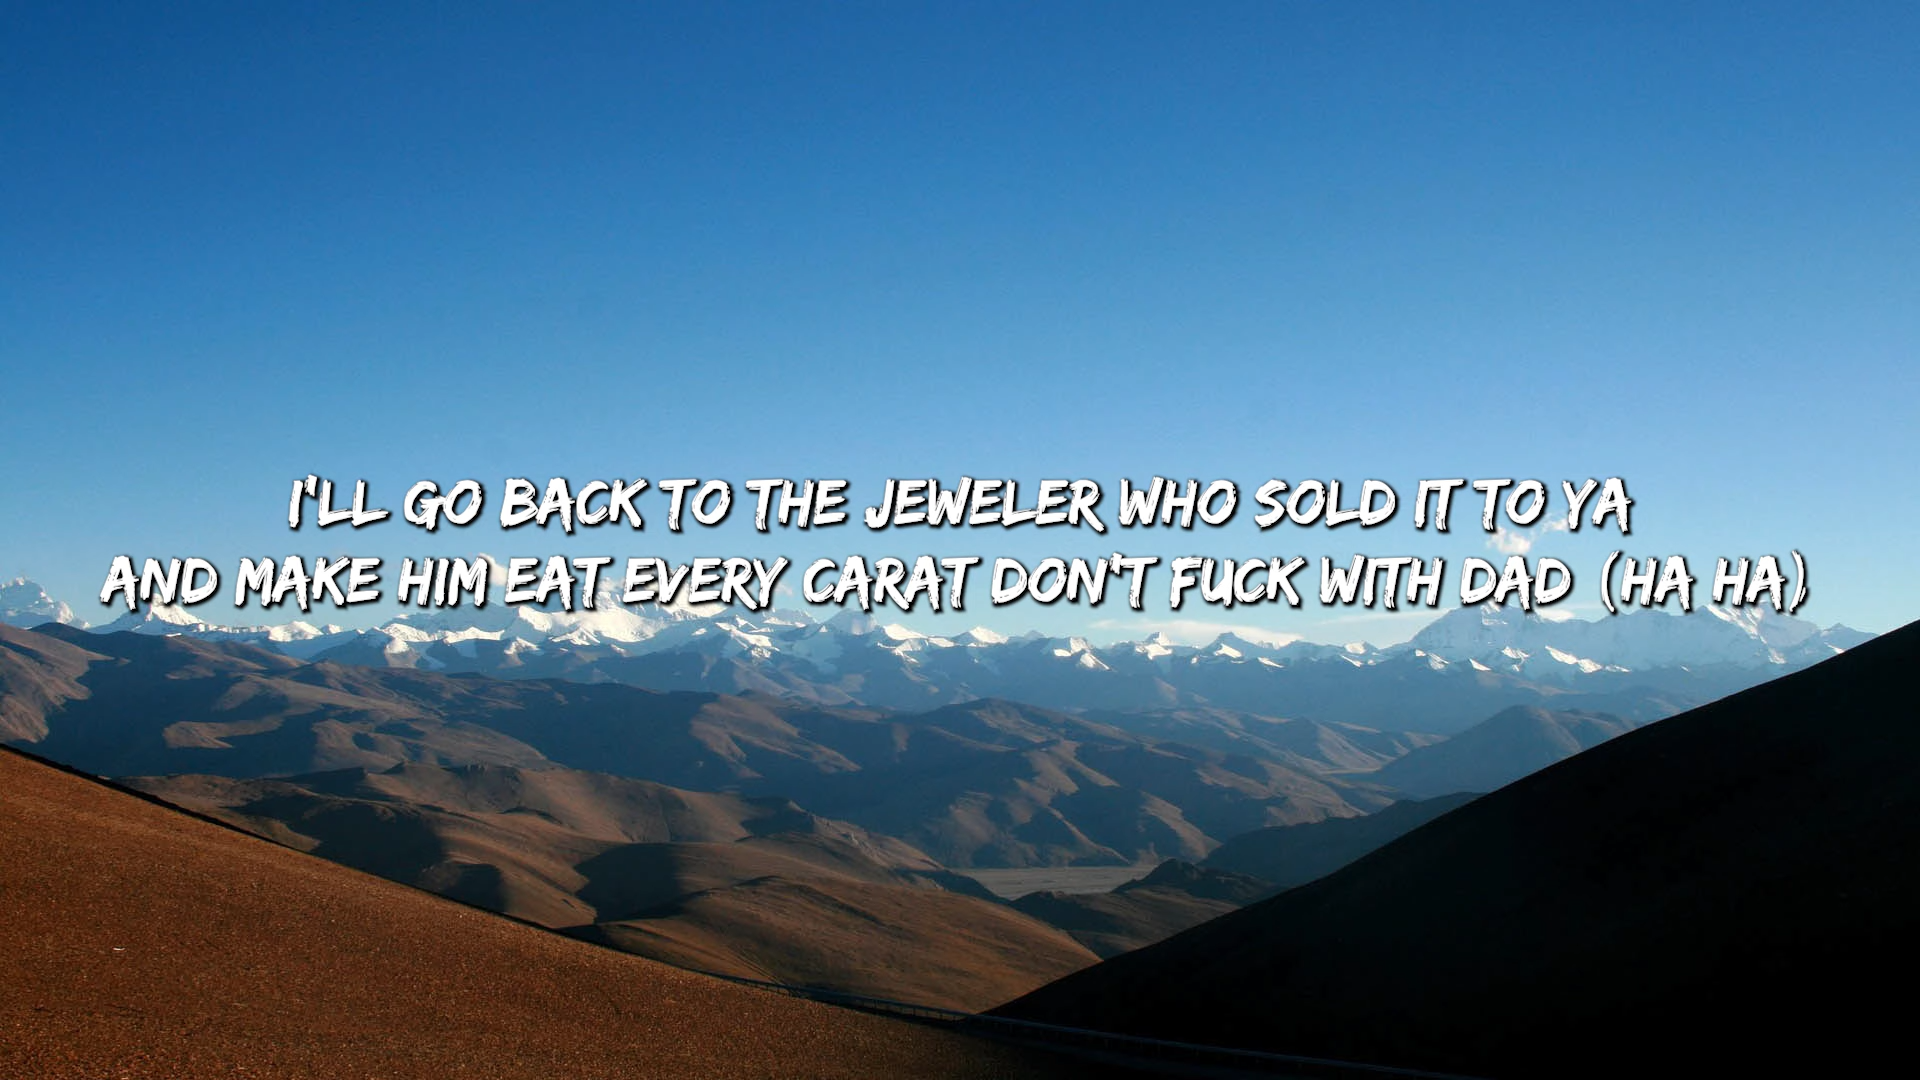 I'LL GO BACK TO THE JEWELER WHO SOLD IT TO YA
AND MAKE HIM EAT EVERY CARAT DON'T FUCK WITH DAD (HA HA)